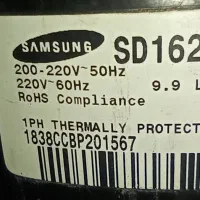 SAMSUNG SD162
200-220V~50Hz
220V~60Hz 9.9 L
RoHS Compliance
1PH THERMALLY PROTECT
1838CCBP201567